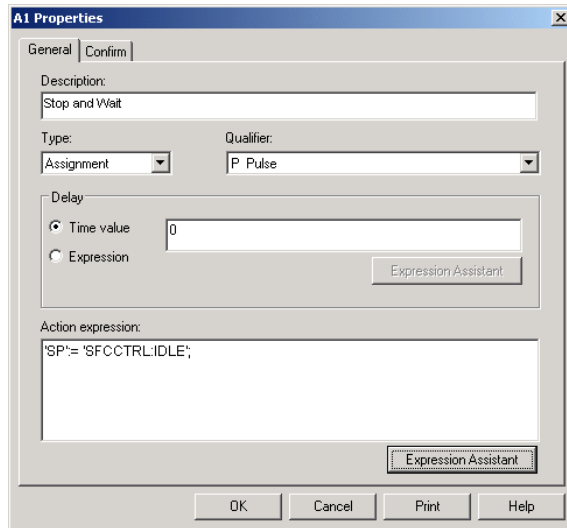 A1 Properties
General Confirm
Description:
Stop and Wait
Type: Qualifier:
Assignment P Pulse
Delay
Time value 0
Expression
Expression Assistant
Action expression:
'SP':= 'SFCCTRL:IDLE';
Expression Assistant
OK Cancel Print Help